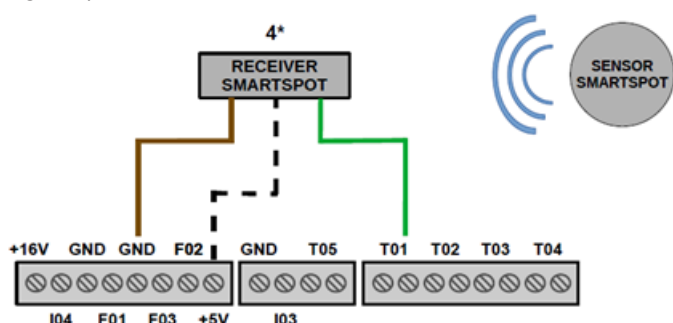 4*
RECEIVER
SMARTSPOT
SENSOR
SMARTSPOT
+16V GND GND F02 GND T05 T01 T02 T03 T04
I04 F01 F03 +5V I03